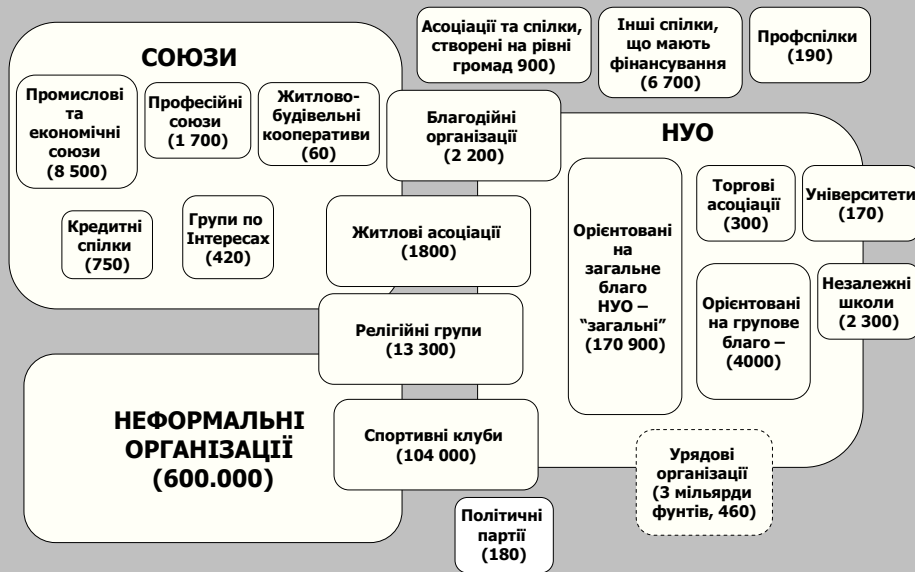 СОЮЗИ
Промислові
та
економічні
союзи
(8 500)
Професійні
союзи
(1 700)
Житлово-
будівельні
кооперативи
(60)
Кредитні
спілки
(750)
Групи по
Інтересах
(420)
Асоціації та спілки,
створені на рівні
громад 900)
Інші спілки,
що мають
фінансування
(6 700)
Профспілки
(190)
Благодійні
організації
(2 200)
Житлові асоціації
(1800)
Релігійні групи
(13 300)
Спортивні клуби
(104 000)
НУО
Орієнтовані
на
загальне
благо
НУО –
“загальні”
(170 900)
Торгові
асоціації
(300)
Університети
(170)
Орієнтовані
на групове
благо –
(4000)
Незалежні
школи
(2 300)
НЕФОРМАЛЬНІ
ОРГАНІЗАЦІЇ
(600.000)
Урядові
організації
(3 мільярди
фунтів, 460)
Політичні
партії
(180)